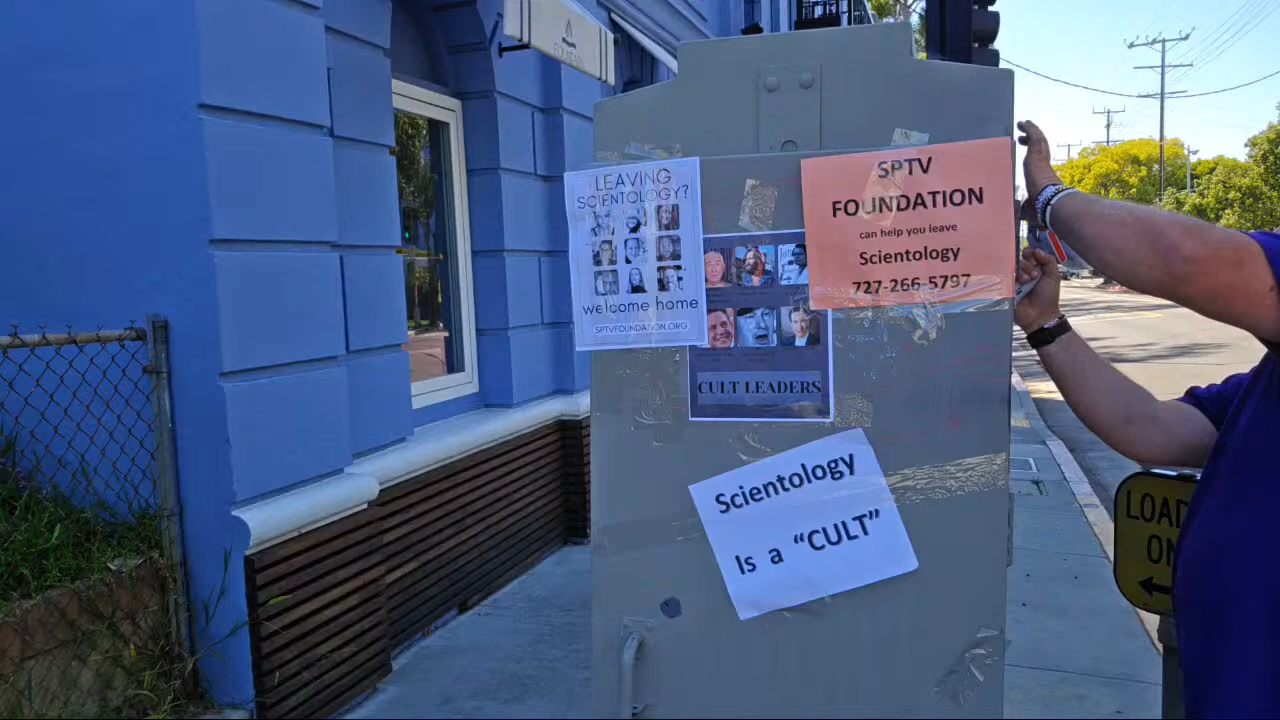 LEAVING
SCIENTOLOGY?
welcome home
SPTVFOUNDATION.ORG
CULT LEADERS
SPTV
FOUNDATION
can help you leave
Scientology
727-266-5797
Scientology
Is a "CULT"
LOAD
ON